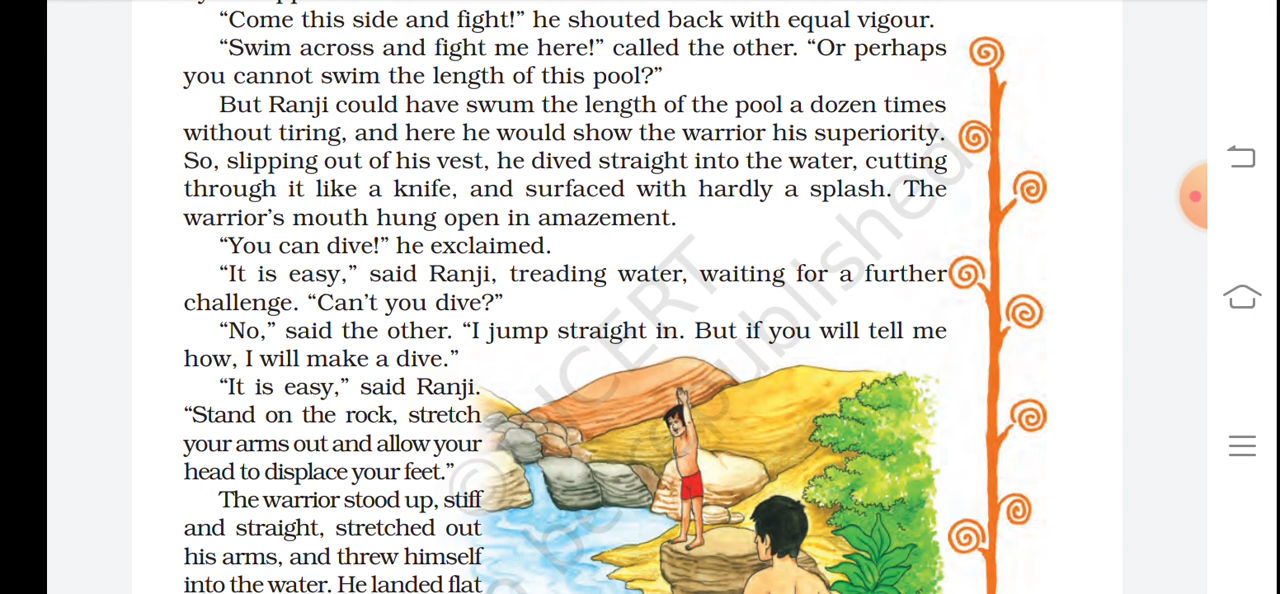 “Come this side and fight!” he shouted back with equal vigour.
“Swim across and fight me here!” called the other. “Or perhaps
you cannot swim the length of this pool?”
But Ranji could have swum the length of the pool a dozen times
without tiring, and here he would show the warrior his superiority.
So, slipping out of his vest, he dived straight into the water, cutting
through it like a knife, and surfaced with hardly a splash. The
warrior’s mouth hung open in amazement.
“You can dive!” he exclaimed.
“It is easy,” said Ranji, treading water, waiting for a further
challenge. “Can’t you dive?”
“No,” said the other. “I jump straight in. But if you will tell me
how, I will make a dive.”
“It is easy,” said Ranji.
“Stand on the rock, stretch
your arms out and allow your
head to displace your feet.”
The warrior stood up, stiff
and straight, stretched out
his arms, and threw himself
into the water. He landed flat
© NCERT
published